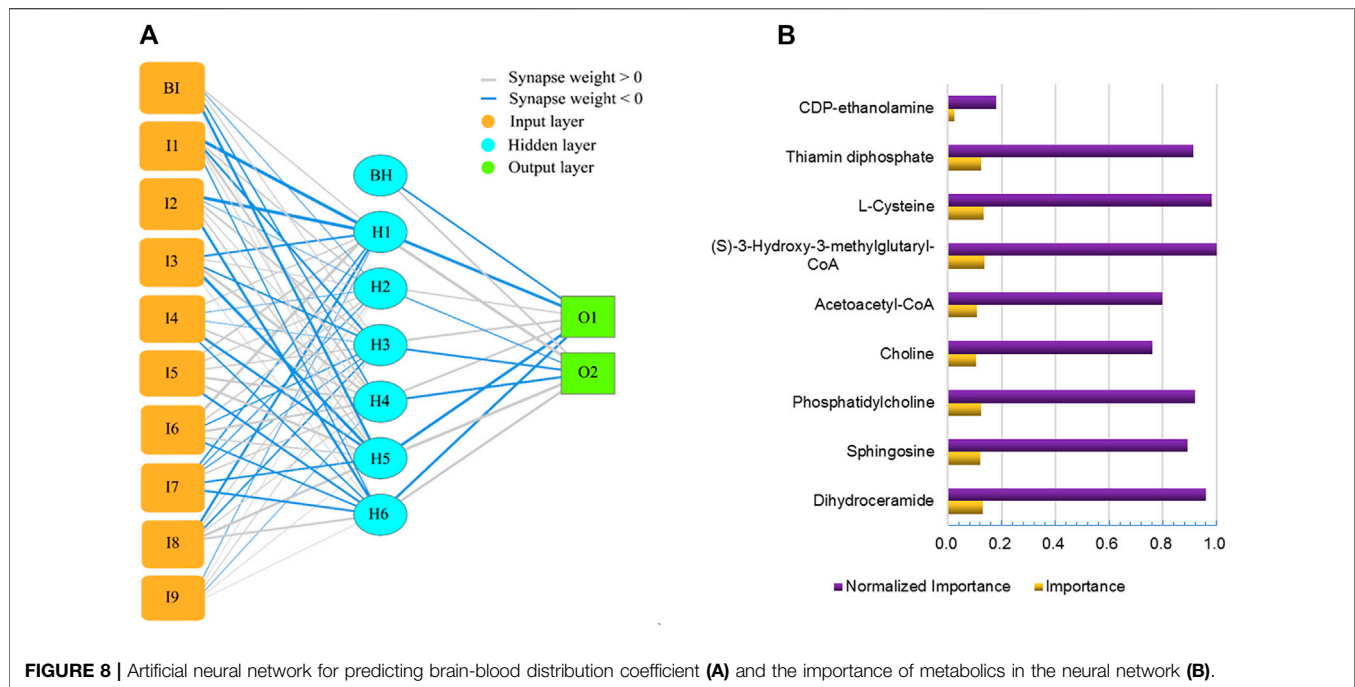 A
BI
I1
I2
I3
I4
I5
I6
I7
I8
I9
BH
H1
H2
H3
H4
H5
H6
O1
O2
Synapse weight > 0
Synapse weight < 0
Input layer
Hidden layer
Output layer
B
CDP-ethanolamine
Thiamin diphosphate
L-Cysteine
(S)-3-Hydroxy-3-methylglutaryl-
CoA
Acetoacetyl-CoA
Choline
Phosphatidylcholine
Sphingosine
Dihydroceramide
0.0 0.2 0.4 0.6 0.8 1.0
Normalized Importance Importance
FIGURE 8 | Artificial neural network for predicting brain-blood distribution coefficient (A) and the importance of metabolics in the neural network (B).